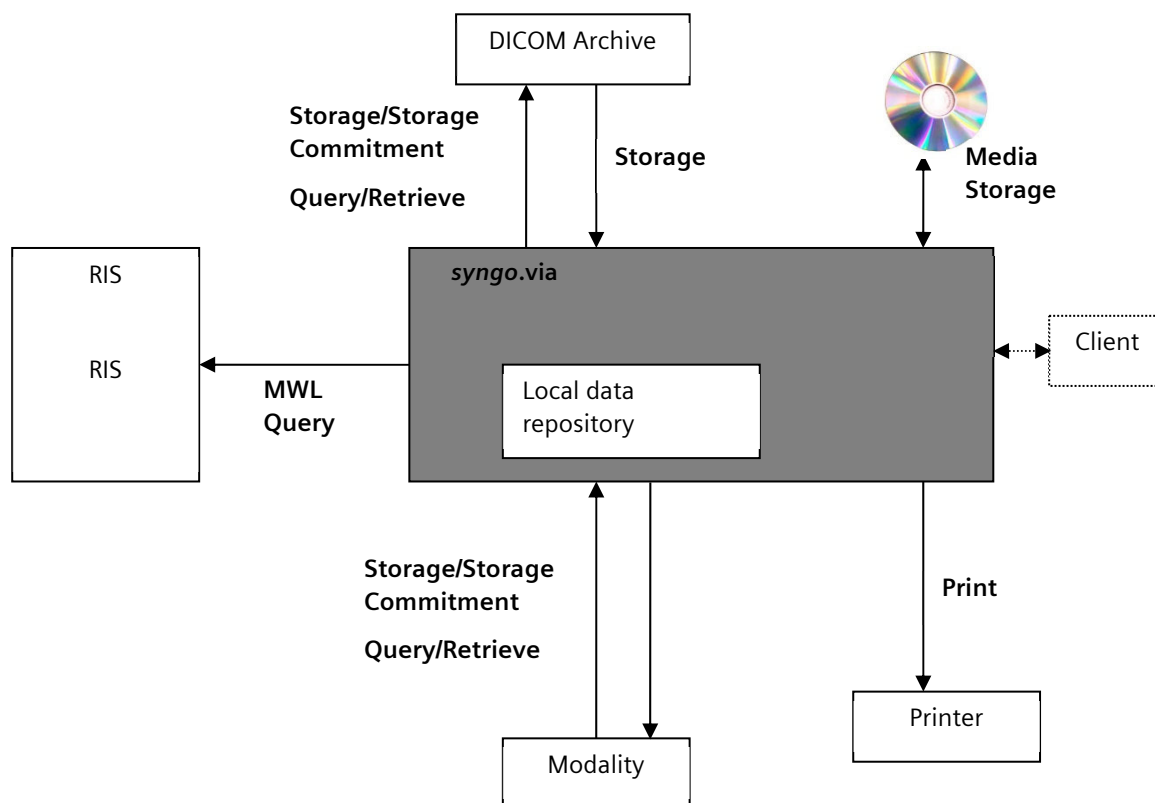 DICOM Archive
Storage/Storage
Commitment
Query/Retrieve
Storage
Media
Storage
RIS
RIS
syngo.via
Client
MWL
Query
Local data
repository
Storage/Storage
Commitment
Query/Retrieve
Print
Printer
Modality